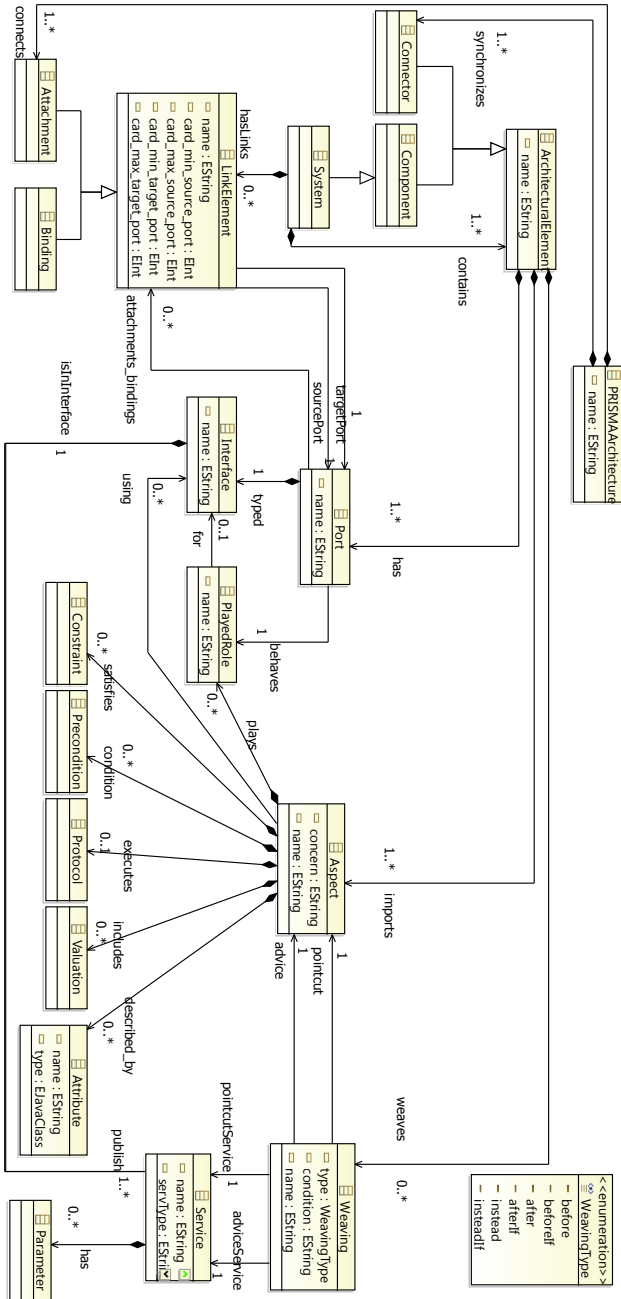 PRISMAArchitecture
name : EString
<<enumeration>>
WeavingType
before
beforeIf
after
afterIf
instead
insteadIf
ArchitecturalElement
name : EString
1..*
synchronizes
1..*
contains
Connector
Component
1..*
has
1..*
imports
weaves
0..*
System
hasLinks
0..*
LinkElement
name : EString
card_min_source_port : EInt
card_max_source_port : EInt
card_min_target_port : EInt
card_max_target_port : EInt
1
targetPort
sourcePort
1
0..*
attachments_bindings
Port
name : EString
1
typed
1
behaves
Interface
name : EString
0..1
for
PlayedRole
name : EString
0..*
plays
0..*
using
Aspect
concern : EString
name : EString
1
pointcut
1
advice
Weaving
type : WeavingType
condition : EString
name : EString
pointcutService
1
adviceService
1
1..*
connects
Attachment
Binding
isInInterface
1
0..*
satisfies
0..*
condition
0..1
executes
0..*
includes
0..*
described_by
publish
1..*
Constraint
Precondition
Protocol
Valuation
Attribute
name : EString
type : EJavaClass
Service
name : EString
servType : EStri
0..*
has
Parameter